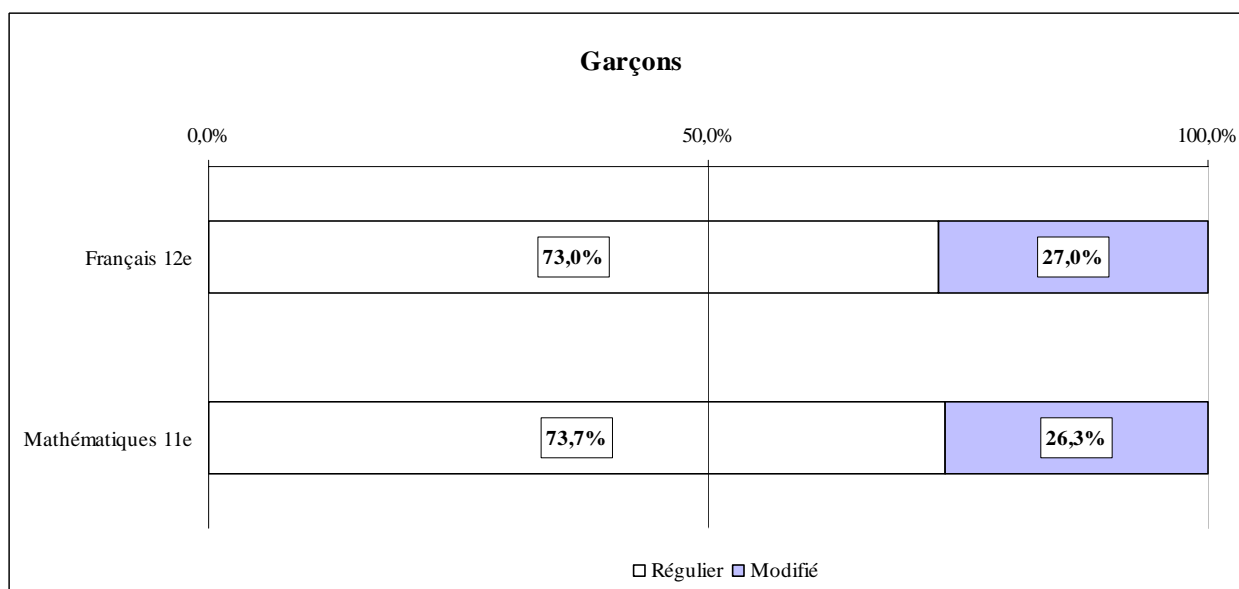 Garçons
0,0% 50,0% 100,0%
Français 12e 73,0% 27,0%
Mathématiques 11e 73,7% 26,3%
Régulier Modifié